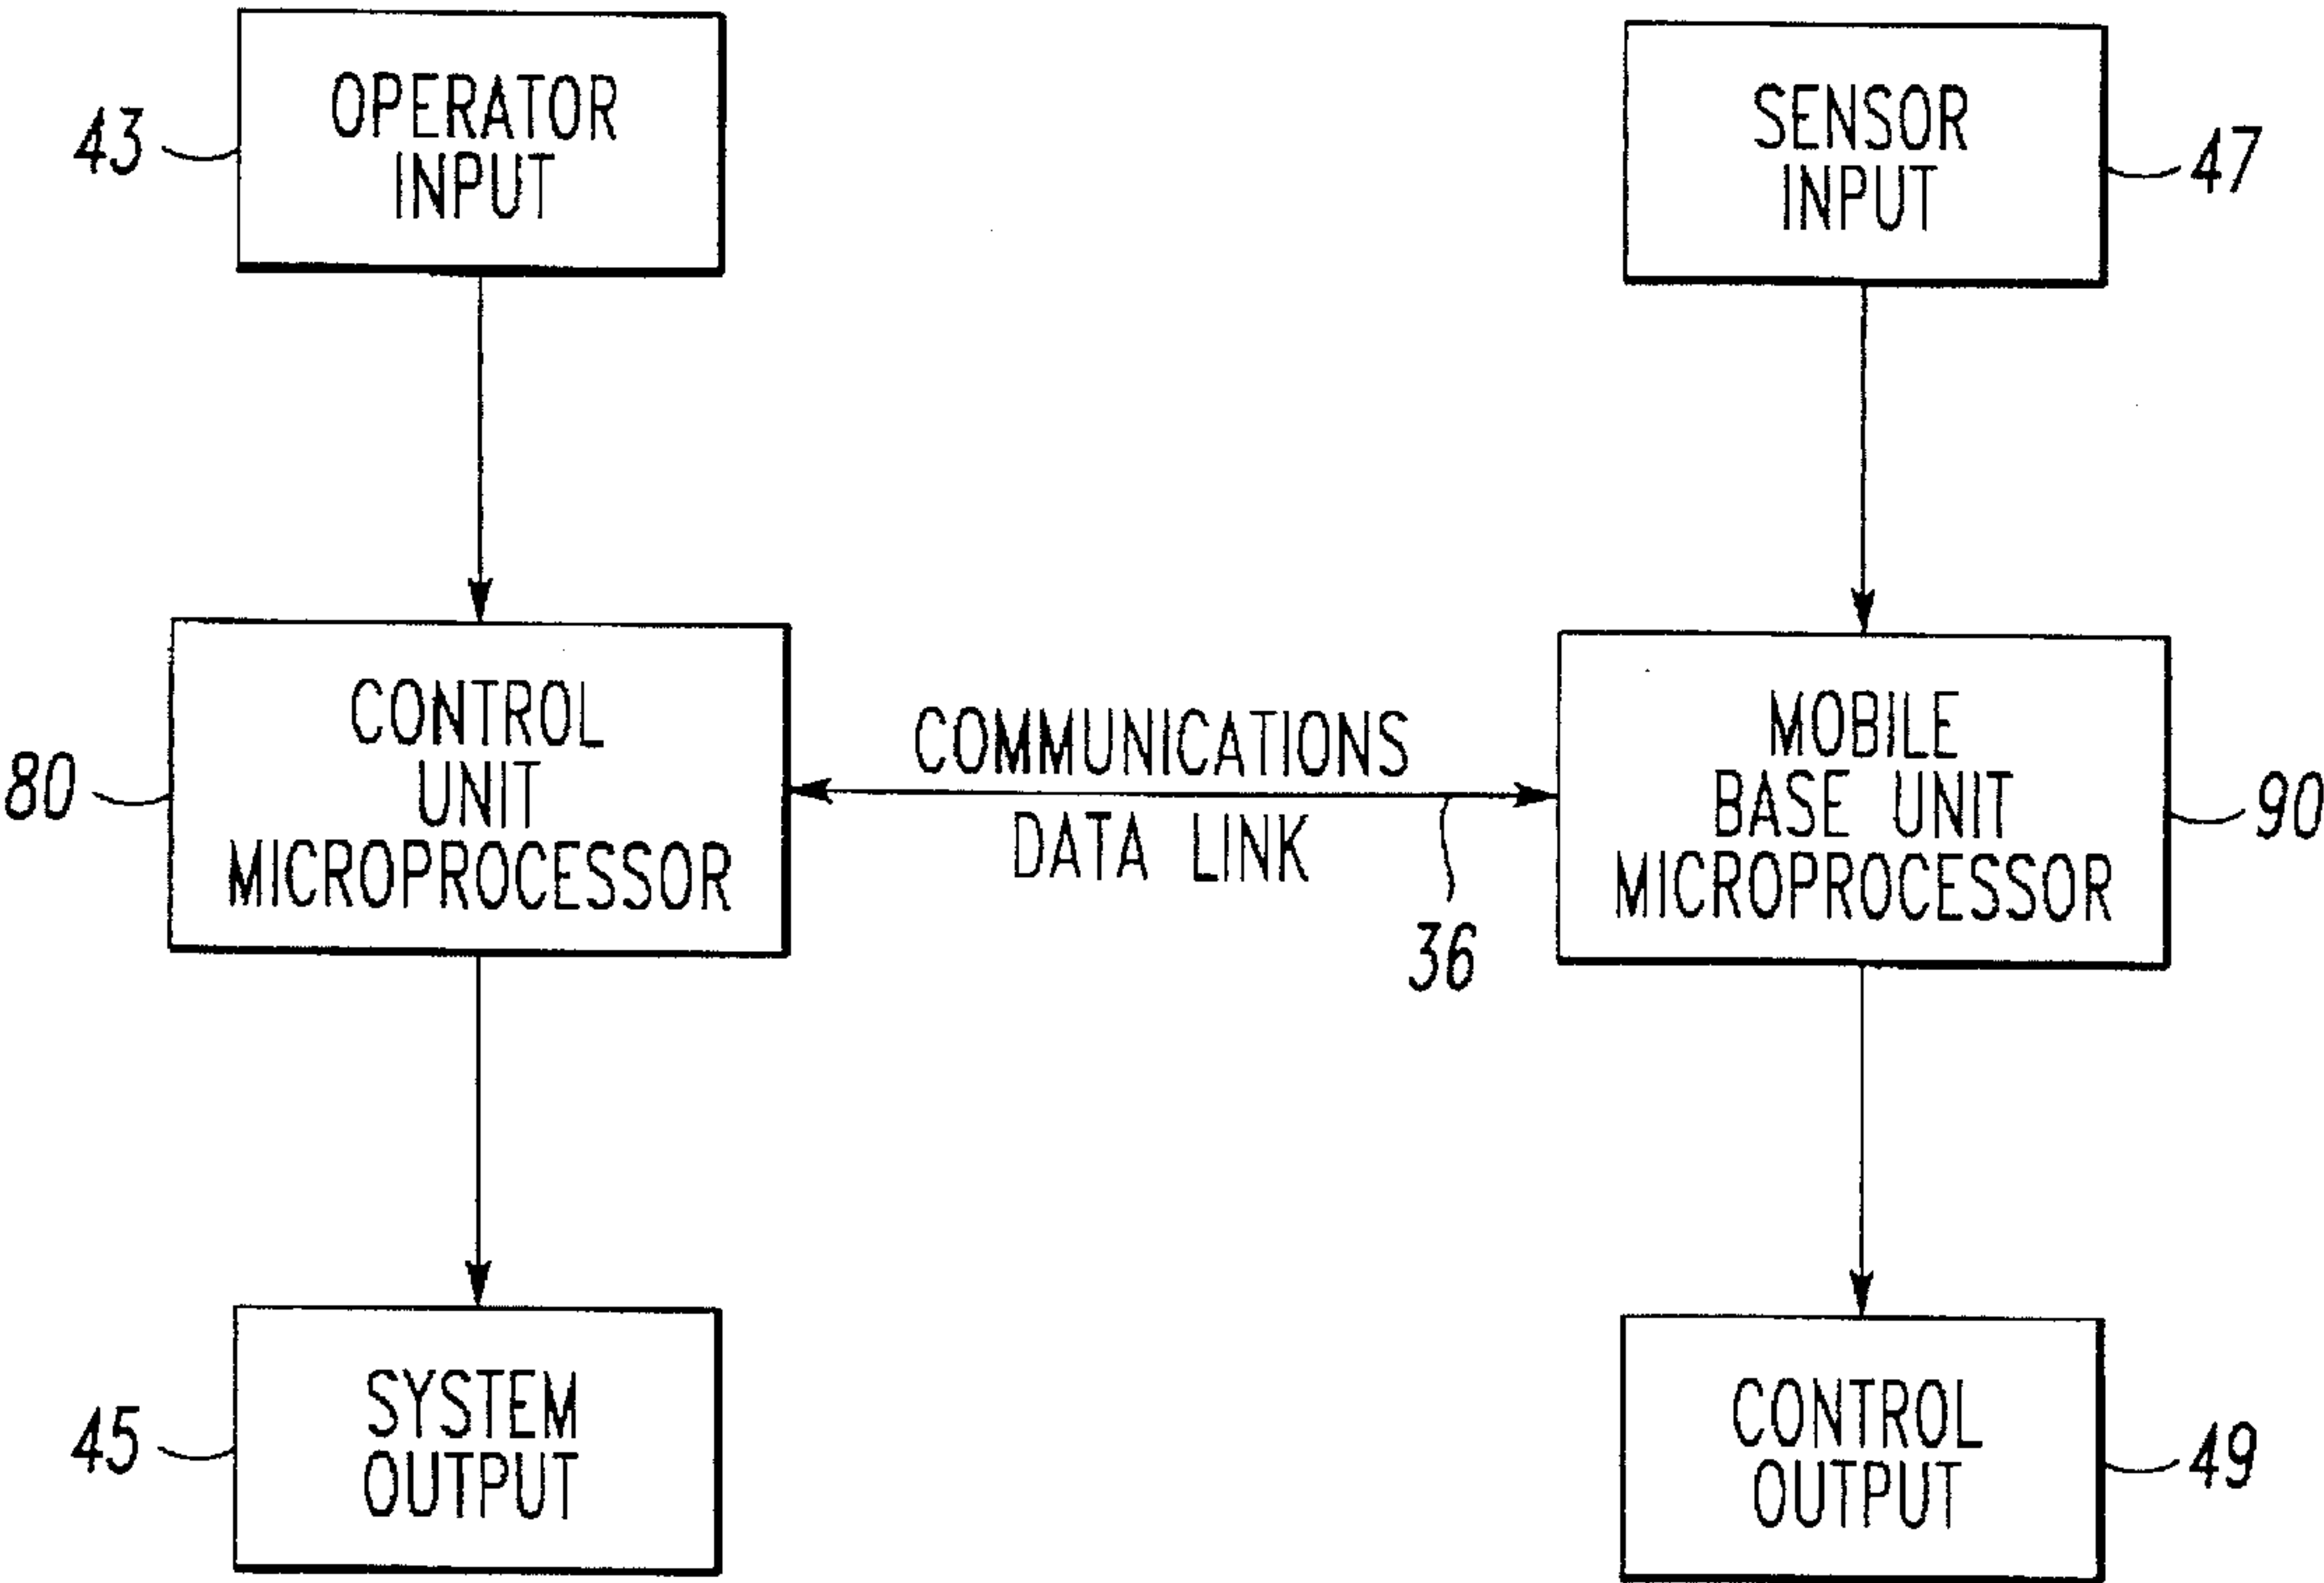 43
OPERATOR
INPUT
SENSOR
INPUT
47
80
CONTROL
UNIT
MICROPROCESSOR
COMMUNICATIONS
DATA LINK
36
MOBILE
BASE UNIT
MICROPROCESSOR
90
45
SYSTEM
OUTPUT
CONTROL
OUTPUT
49